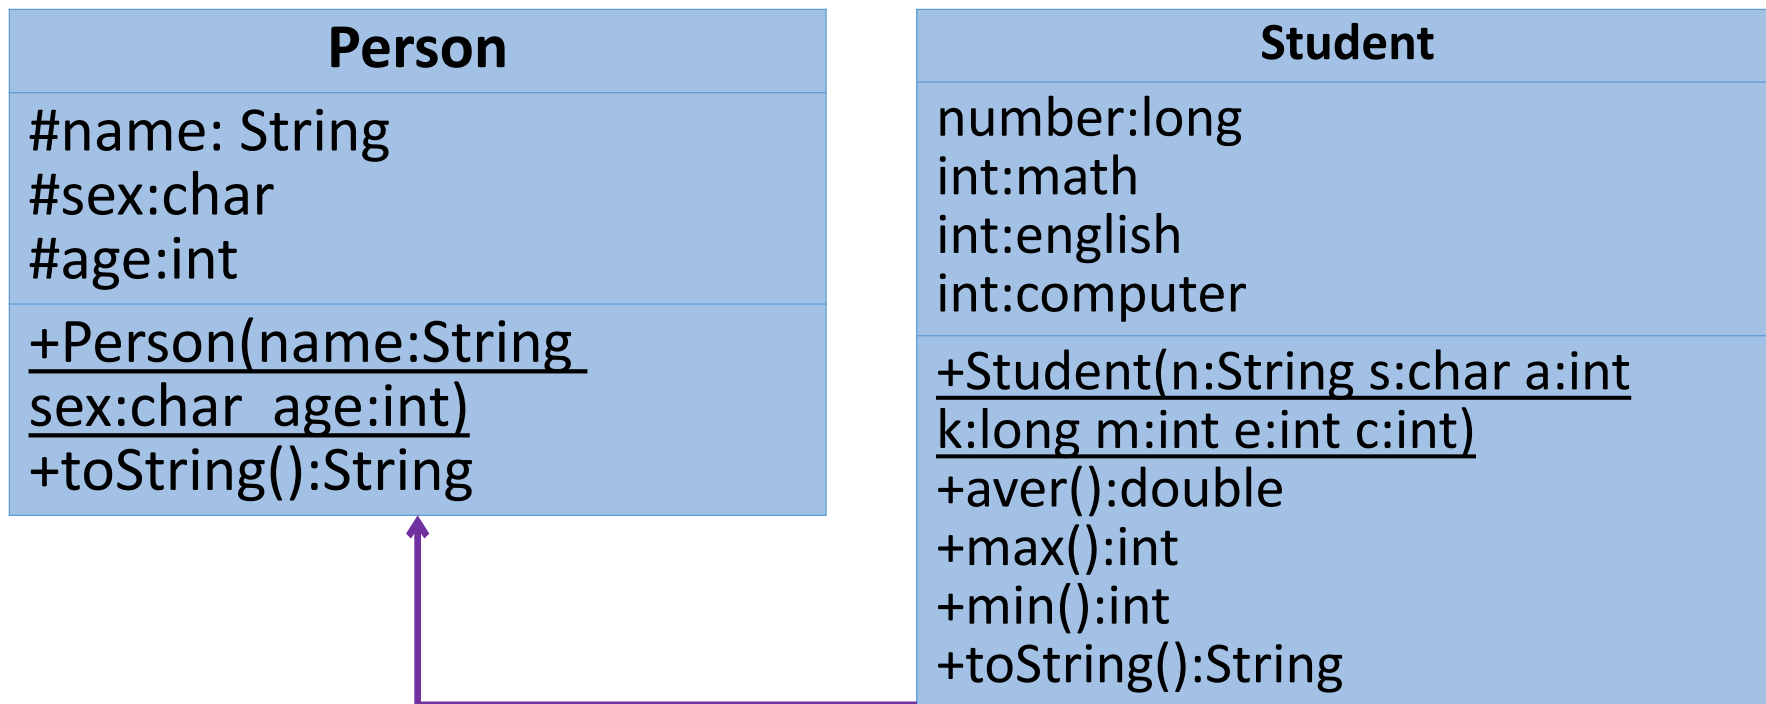 Person
#name: String
#sex:char
#age:int
+Person(name:String
sex:char  age:int)
+toString():String
Student
number:long
int:math
int:english
int:computer
+Student(n:String s:char a:int
k:long m:int e:int c:int)
+aver():double
+max():int
+min():int
+toString():String